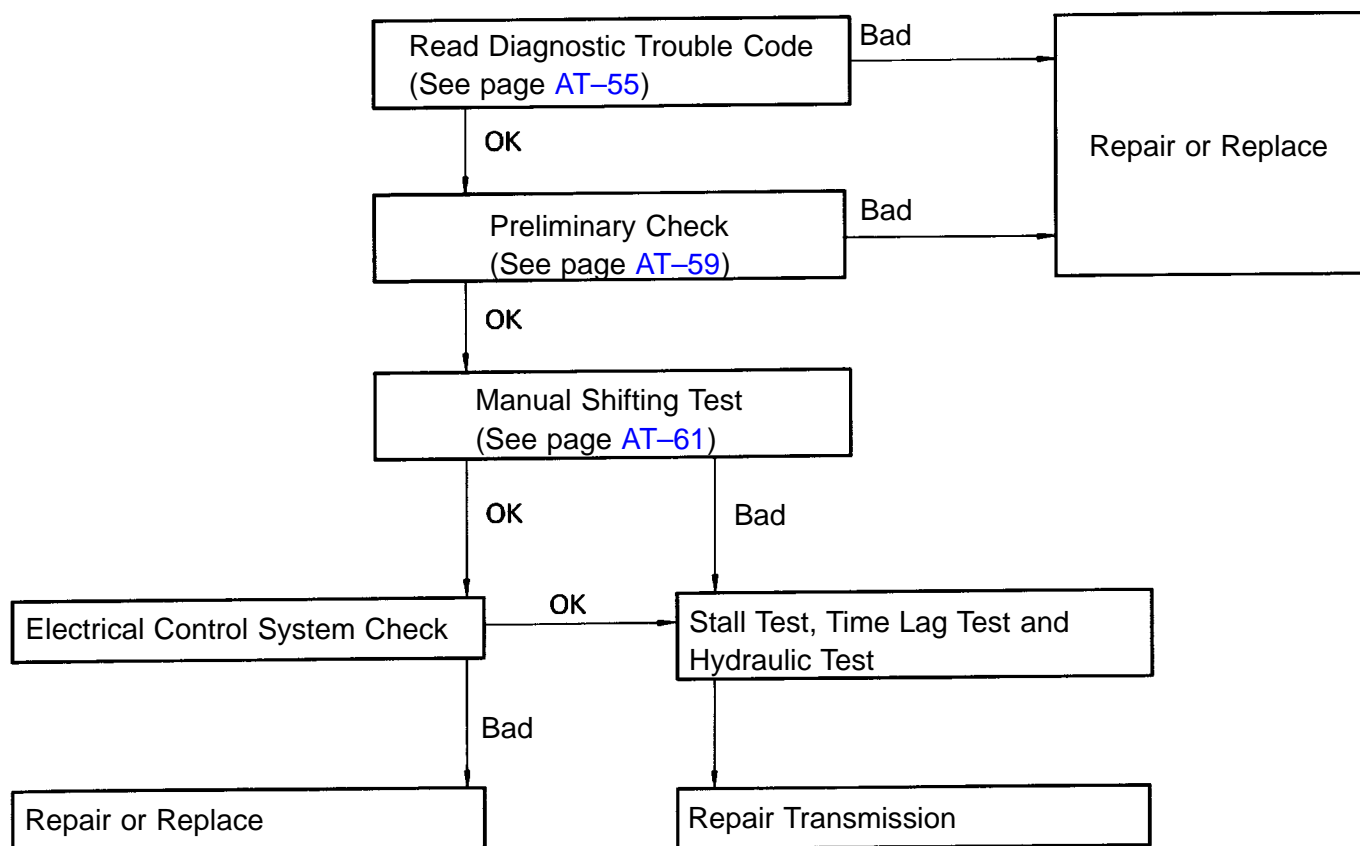 Read Diagnostic Trouble Code
(See page AT–55)
Bad
Repair or Replace
OK
Preliminary Check
(See page AT–59)
Bad
OK
Manual Shifting Test
(See page AT–61)
OK
Bad
Electrical Control System Check
OK
Stall Test, Time Lag Test and
Hydraulic Test
Bad
Repair or Replace
Repair Transmission